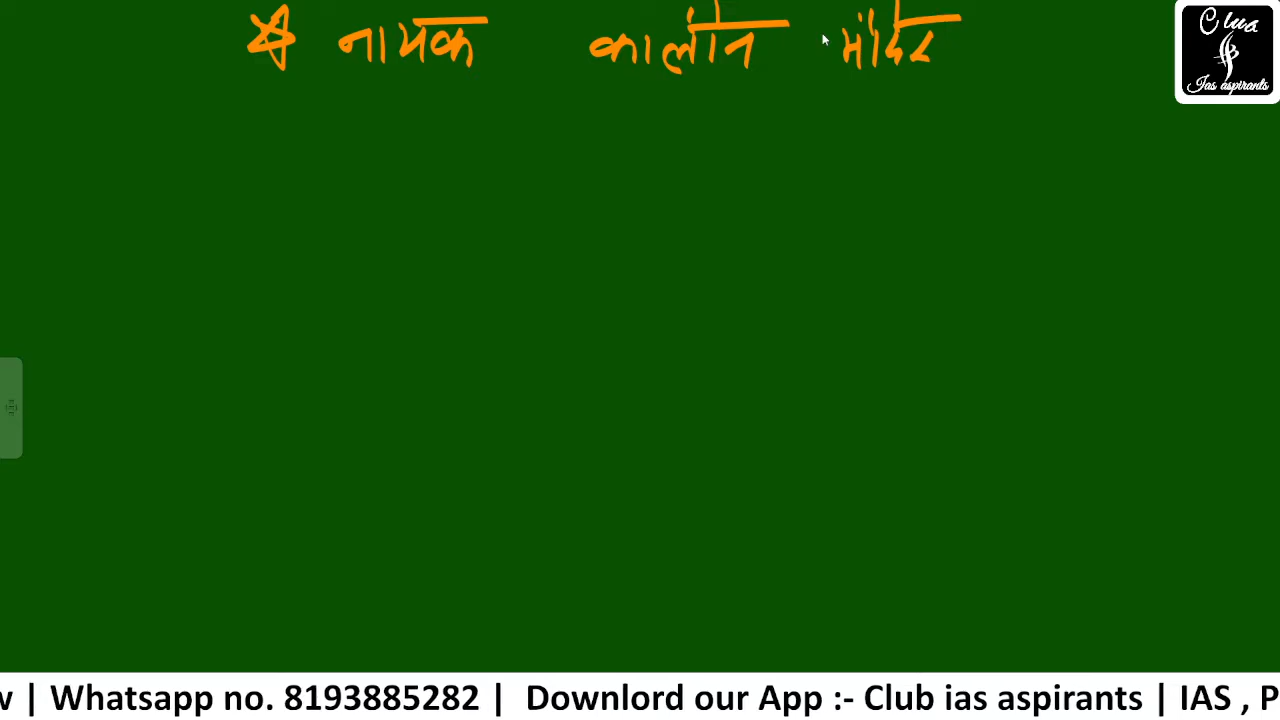 नायक कालीन मंदिर
Club
Ias aspirants
w | Whatsapp no. 8193885282 | Downlord our App :- Club ias aspirants | IAS , P